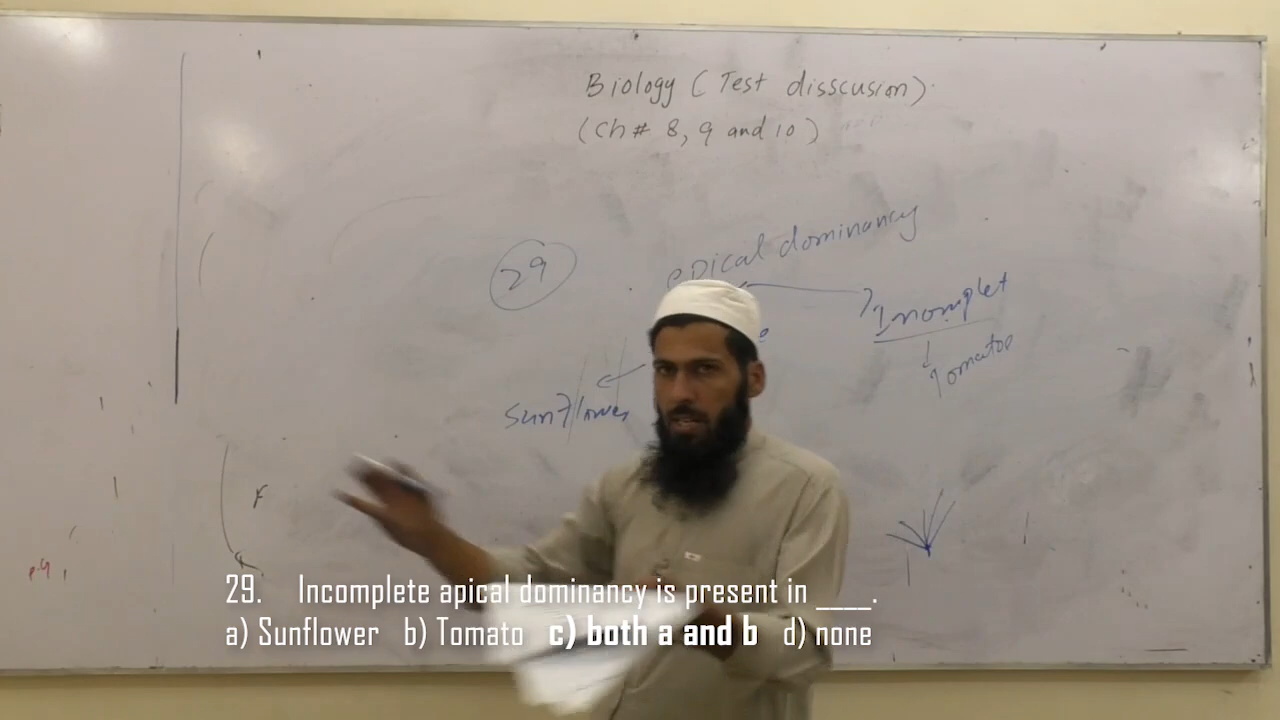 Biology (Test disscusion)
(Ch# 8, 9 and 10)
29
apical dominancy
Incomplet
Tomatoe
Sunflower
29. Incomplete apical dominancy is present in ____.
a) Sunflower b) Tomato c) both a and b d) none